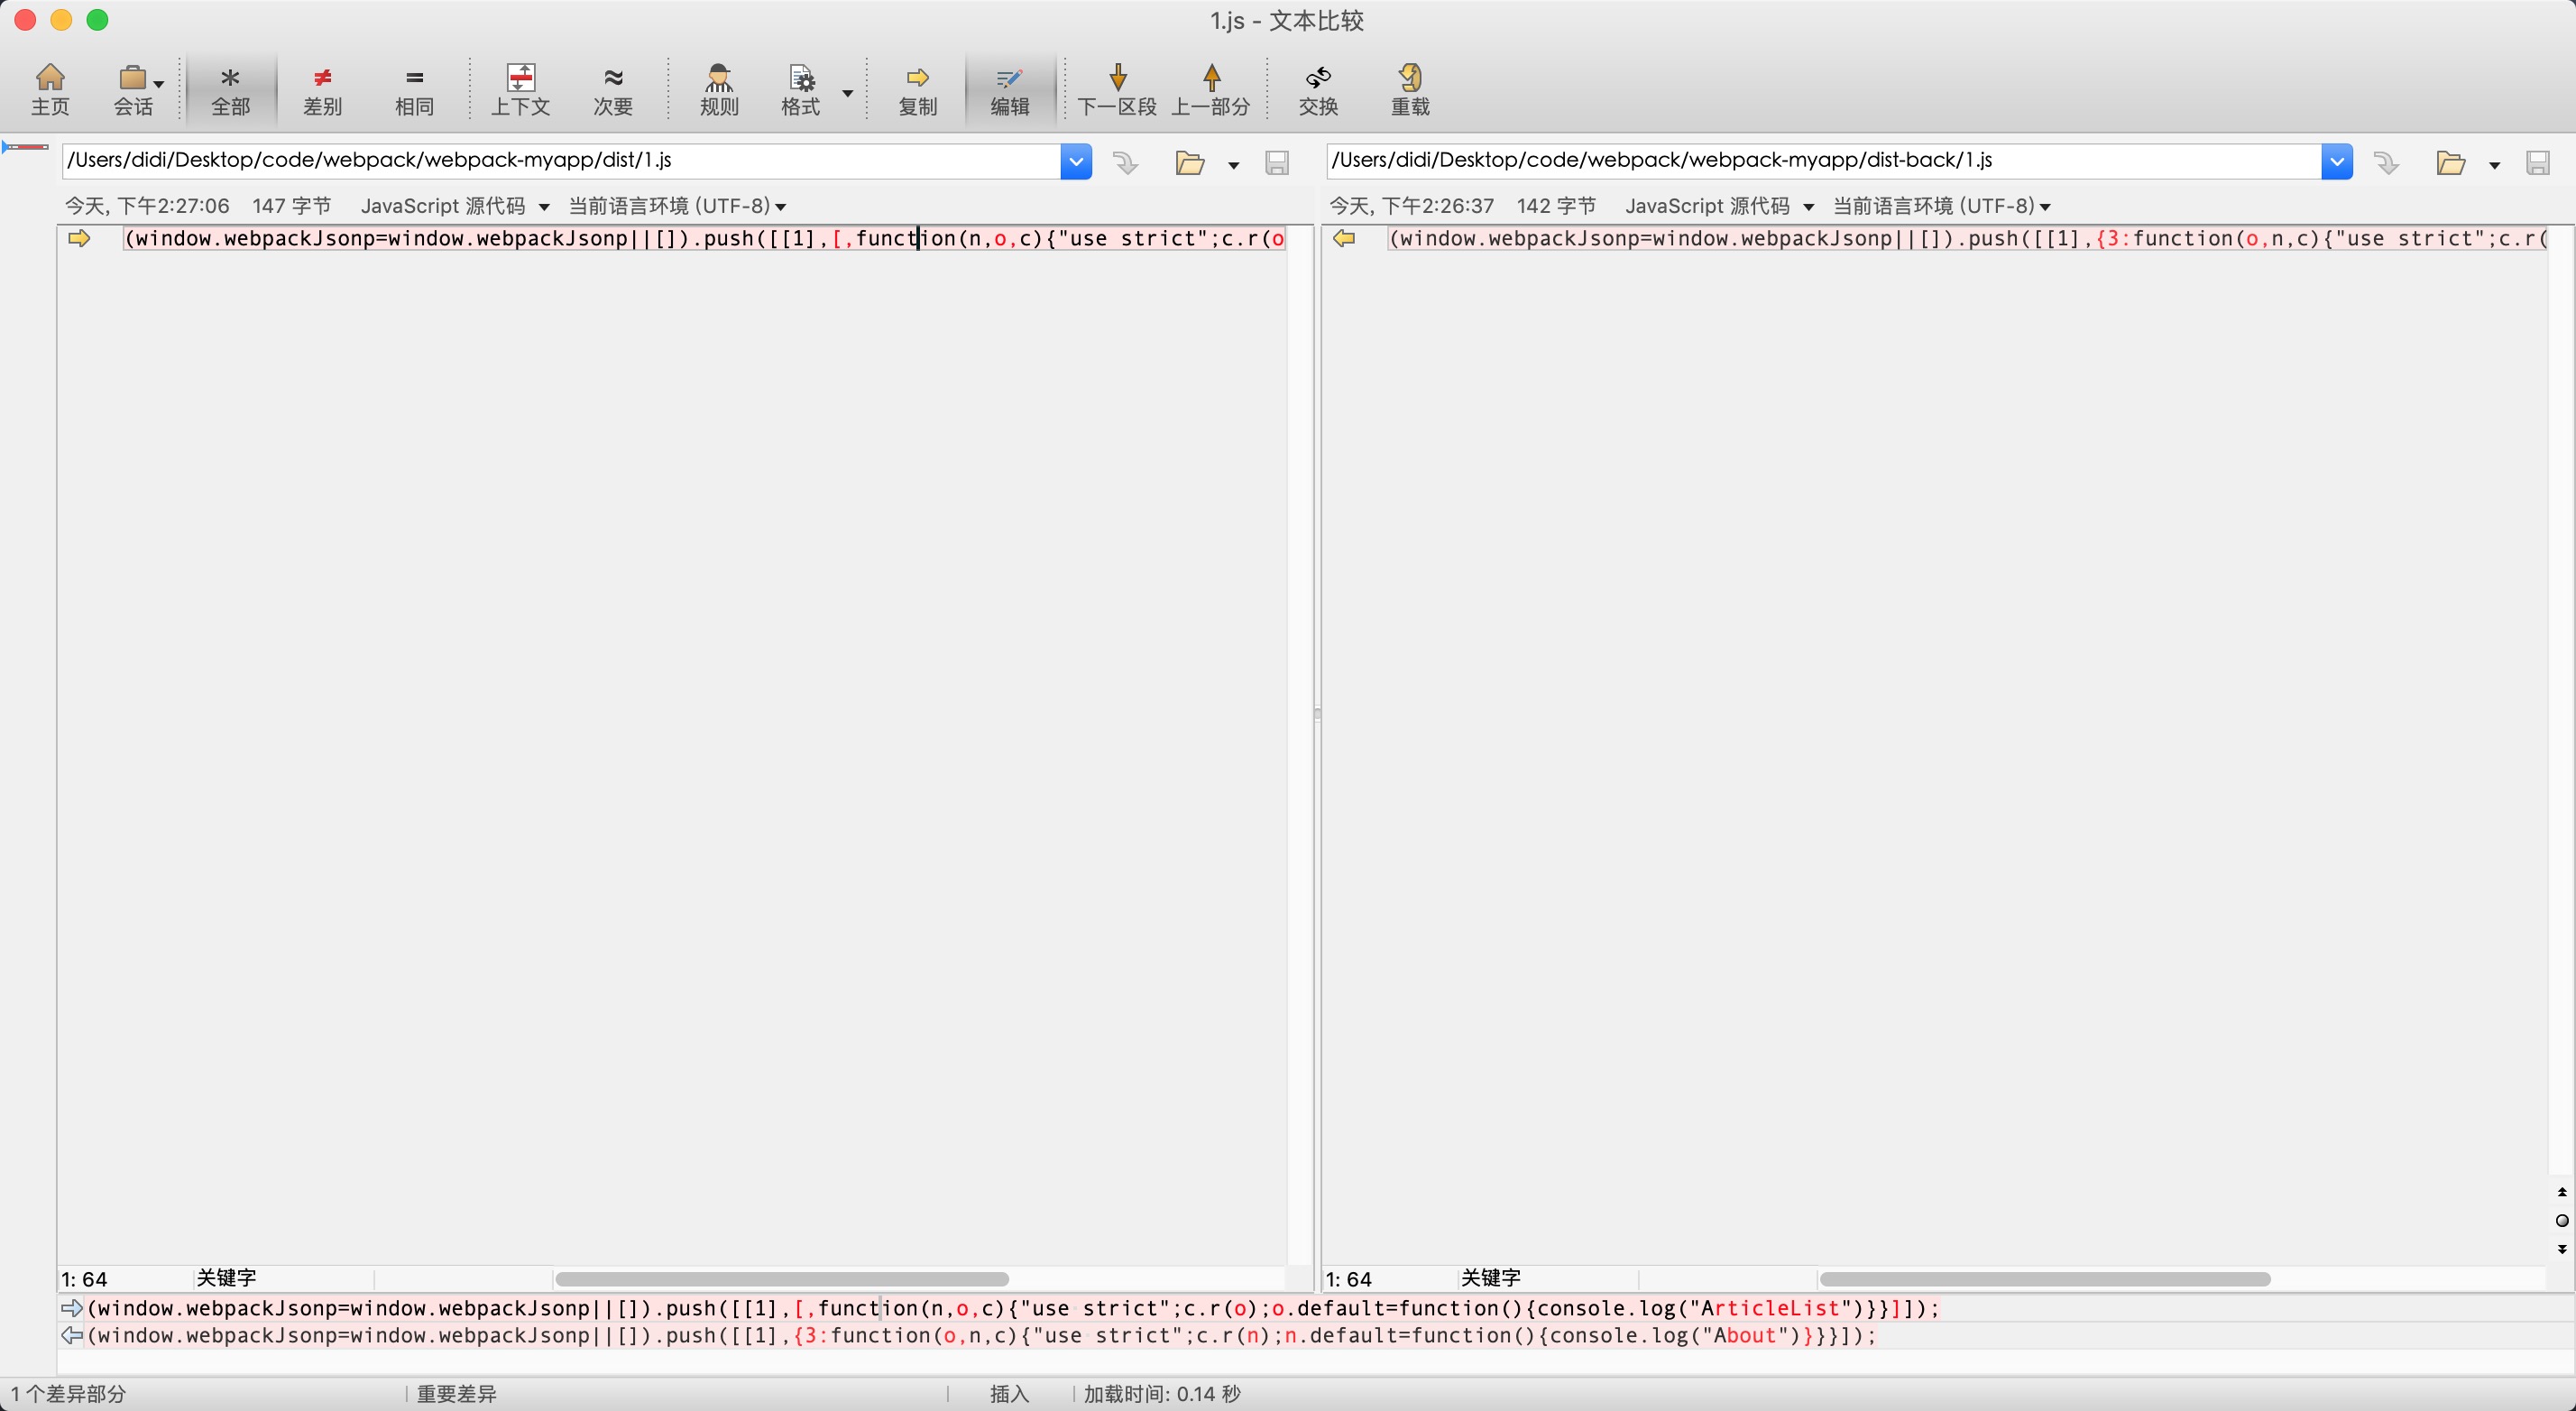 1.js - 文本比较
主页 会话 全部 差别 相同 上下文 次要 规则 格式 复制 编辑 下一区段 上一部分 交换 重载
/Users/didi/Desktop/code/webpack/webpack-myapp/dist/1.js
/Users/didi/Desktop/code/webpack/webpack-myapp/dist-back/1.js
今天, 下午2:27:06 147 字节 JavaScript 源代码 当前语言环境 (UTF-8)
今天, 下午2:26:37 142 字节 JavaScript 源代码 当前语言环境 (UTF-8)
(window.webpackJsonp=window.webpackJsonp||[]).push([[1],[,function(n,o,c){"use strict";c.r(o
(window.webpackJsonp=window.webpackJsonp||[]).push([[1],{3:function(o,n,c){"use strict";c.r(
1: 64 关键字
1: 64 关键字
(window.webpackJsonp=window.webpackJsonp||[]).push([[1],[,function(n,o,c){"use strict";c.r(o);o.default=function(){console.log("ArticleList")}}]]);
(window.webpackJsonp=window.webpackJsonp||[]).push([[1],{3:function(o,n,c){"use strict";c.r(n);n.default=function(){console.log("About")}}}]);
1 个差异部分 重要差异 插入 加载时间: 0.14 秒